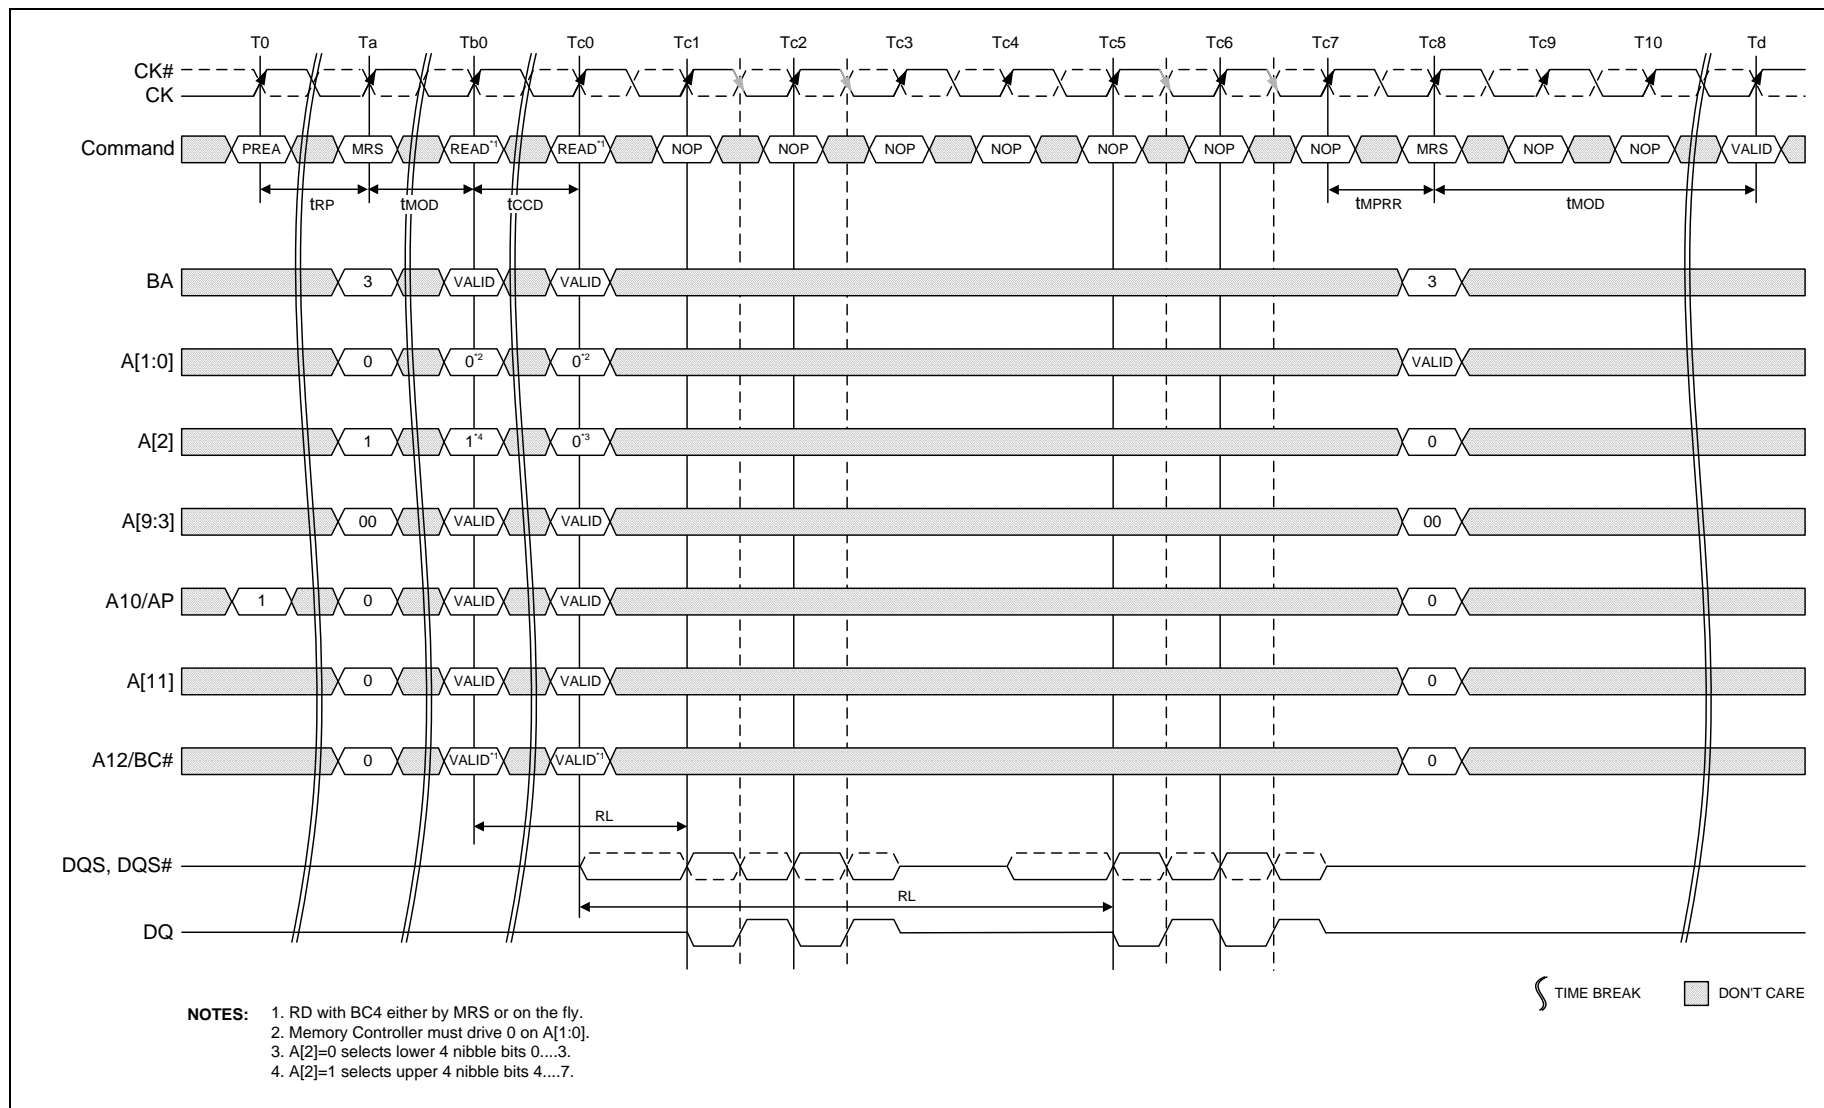 T0 Ta Tb0 Tc0 Tc1 Tc2 Tc3 Tc4 Tc5 Tc6 Tc7 Tc8 Tc9 T10 Td
CK#
CK
Command PREA MRS READ*1 READ*1 NOP NOP NOP NOP NOP NOP NOP MRS NOP NOP VALID
tRP tMOD tCCD tMPRR tMOD
BA 3 VALID VALID 3
A[1:0] 0 0*2 0*2 VALID
A[2] 1 1*4 0*3 0
A[9:3] 00 VALID VALID 00
A10/AP 1 0 VALID VALID 0
A[11] 0 VALID VALID 0
A12/BC# 0 VALID*1 VALID*1 0
RL
DQS, DQS#
RL
DQ
TIME BREAK DON'T CARE
NOTES: 1. RD with BC4 either by MRS or on the fly.
2. Memory Controller must drive 0 on A[1:0].
3. A[2]=0 selects lower 4 nibble bits 0....3.
4. A[2]=1 selects upper 4 nibble bits 4....7.